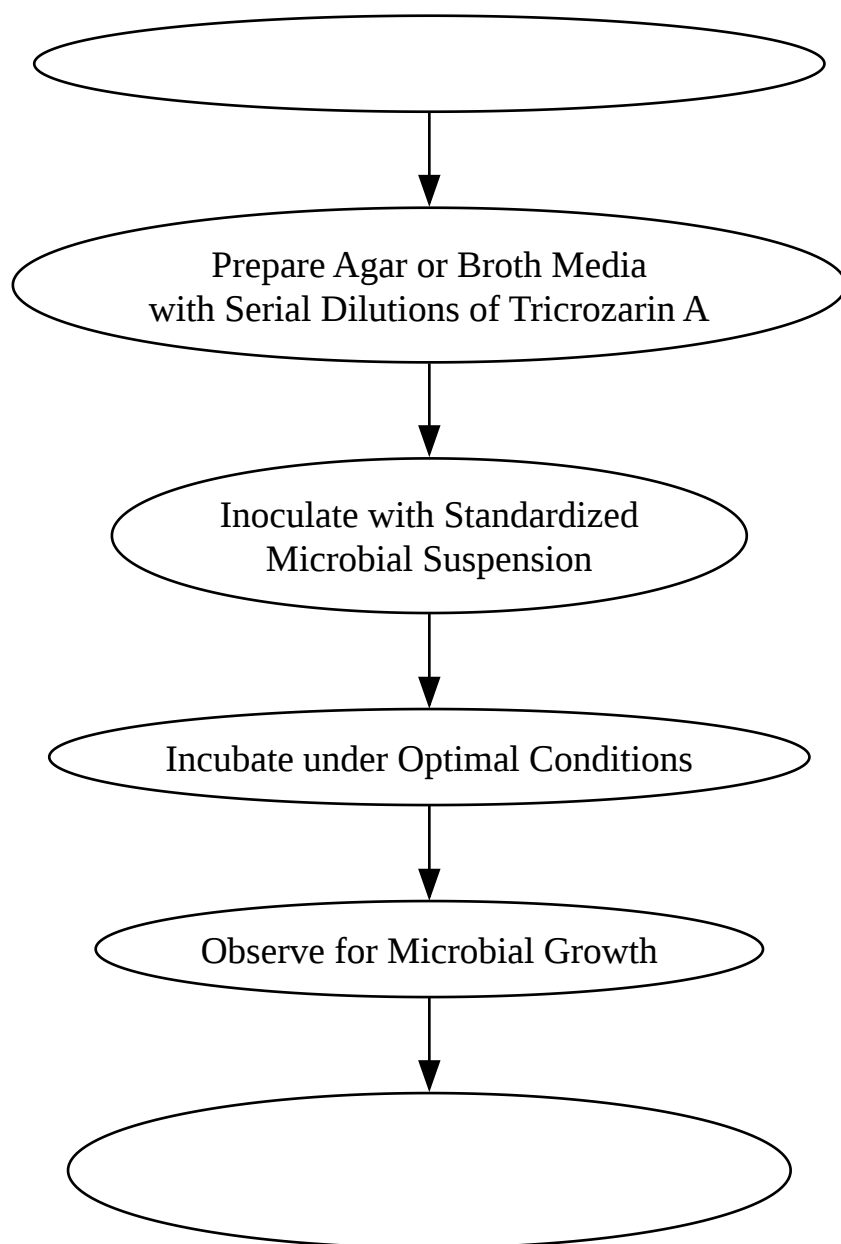 Prepare Agar or Broth Media
with Serial Dilutions of Tricrozarin A
Inoculate with Standardized
Microbial Suspension
Incubate under Optimal Conditions
Observe for Microbial Growth